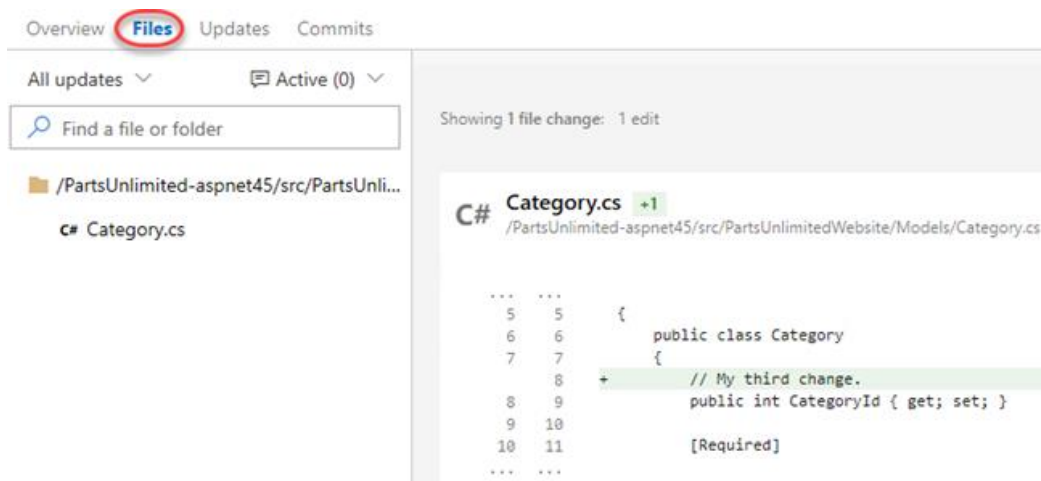 Overview Files Updates Commits
All updates Active (0)
Find a file or folder
/PartsUnlimited-aspnet45/src/PartsUnli...
C# Category.cs
Showing 1 file change: 1 edit
C# Category.cs +1
/PartsUnlimited-aspnet45/src/PartsUnlimitedWebsite/Models/Category.cs
... ...
5 5 {
6 6 public class Category
7 7 {
8 + // My third change.
8 9 public int CategoryId { get; set; }
9 10
10 11 [Required]
... ...